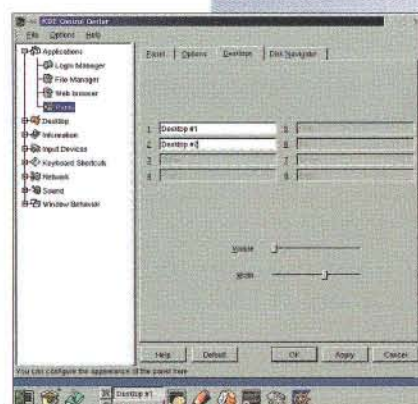 KDE Control Center
File Options Help
Applications
Login Manager
File Manager
Web browser
Panel
Desktop
Information
Input Devices
Keyboard Shortcuts
Network
Sound
Window Behavior
Panel Options Desktops Disk Navigator
1 Desktop #1 5
2 Desktop #2 6
3 7
4 8
Visible
Width
Help Default OK Apply Cancel
You can configure the appearance of the panel here
Desktop #1